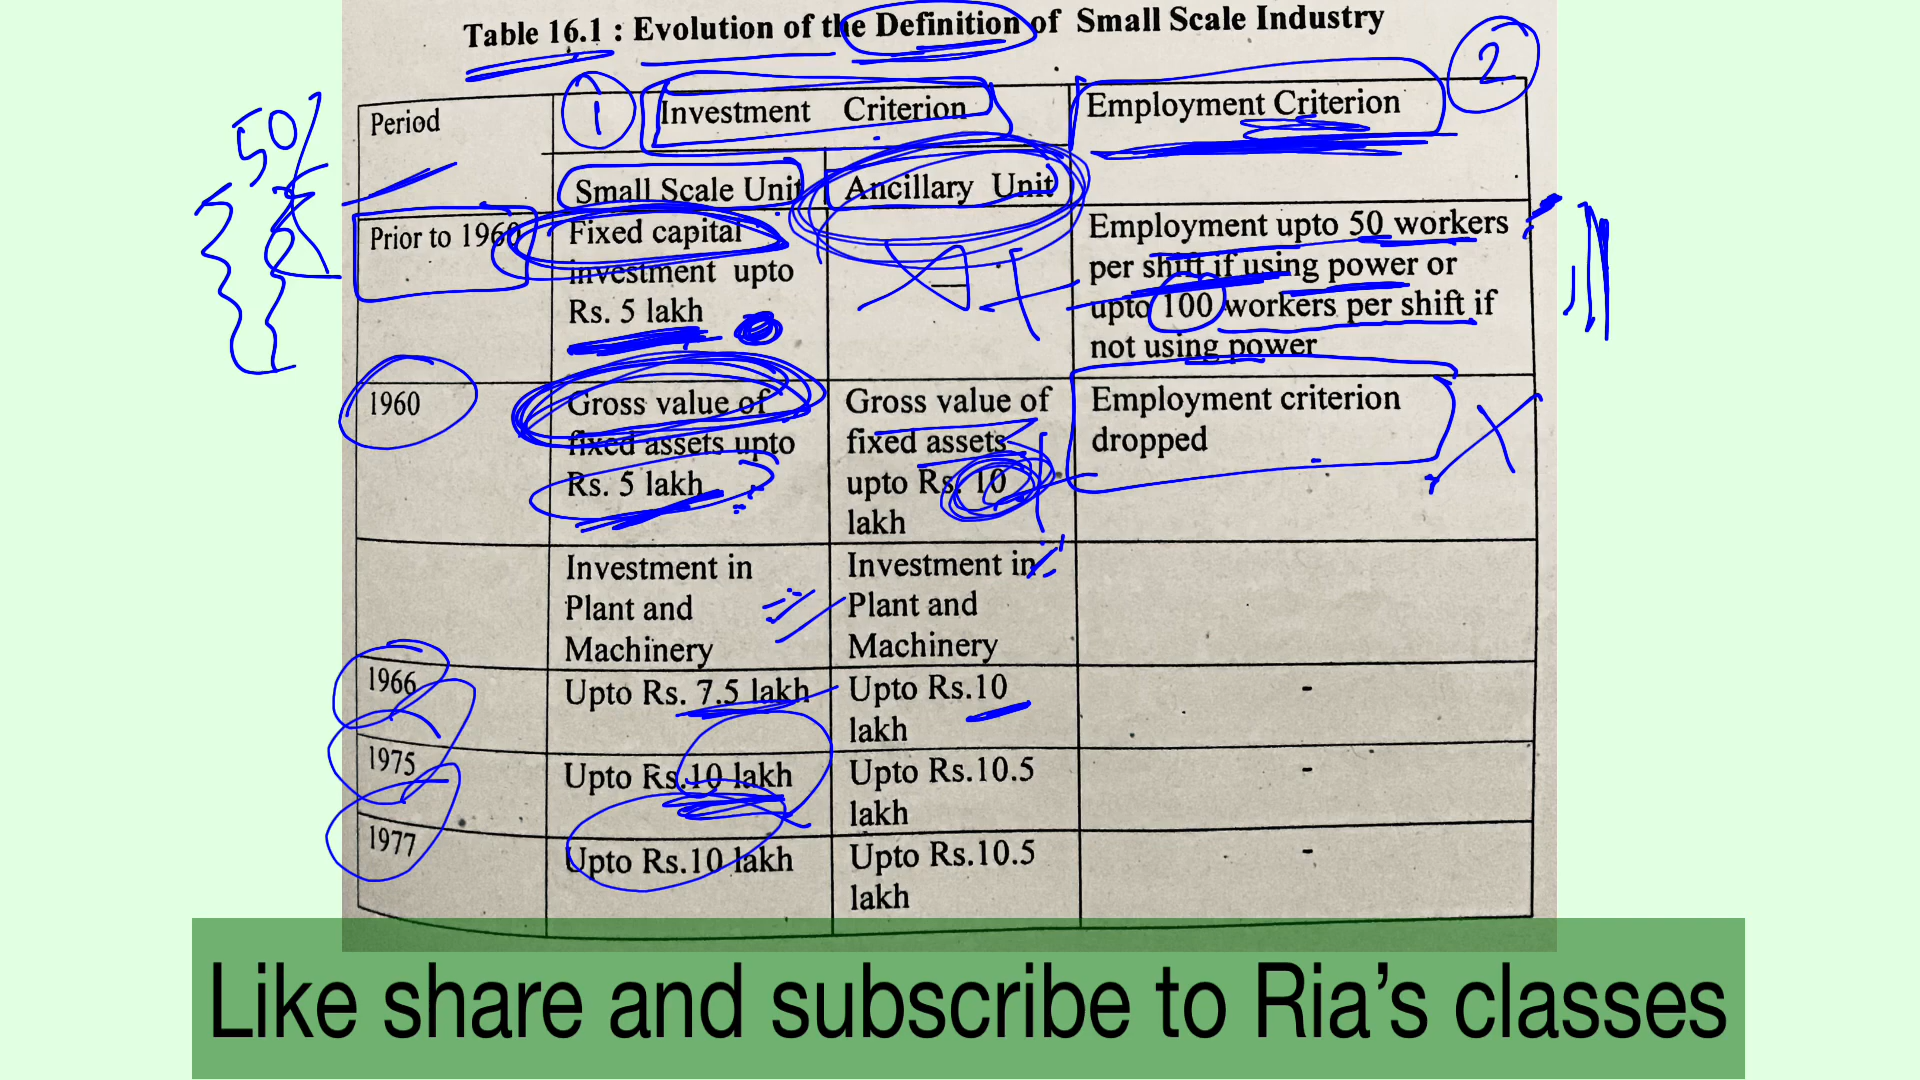 Table 16.1 : Evolution of the Definition of Small Scale Industry
2
Period
1
Investment Criterion
Employment Criterion
50%
Small Scale Unit
Ancillary Unit
Prior to 1960
Fixed capital
investment upto
Rs. 5 lakh
—
Employment upto 50 workers
per shift if using power or
upto 100 workers per shift if
not using power
1960
Gross value of
fixed assets upto
Rs. 5 lakh
Gross value of
fixed assets
upto Rs. 10
lakh
Employment criterion
dropped
Investment in
Plant and
Machinery
Investment in
Plant and
Machinery
1966
Upto Rs. 7.5 lakh
Upto Rs.10
lakh
-
1975
Upto Rs.10 lakh
Upto Rs.10.5
lakh
-
1977
Upto Rs.10 lakh
Upto Rs.10.5
lakh
-
Like share and subscribe to Ria's classes